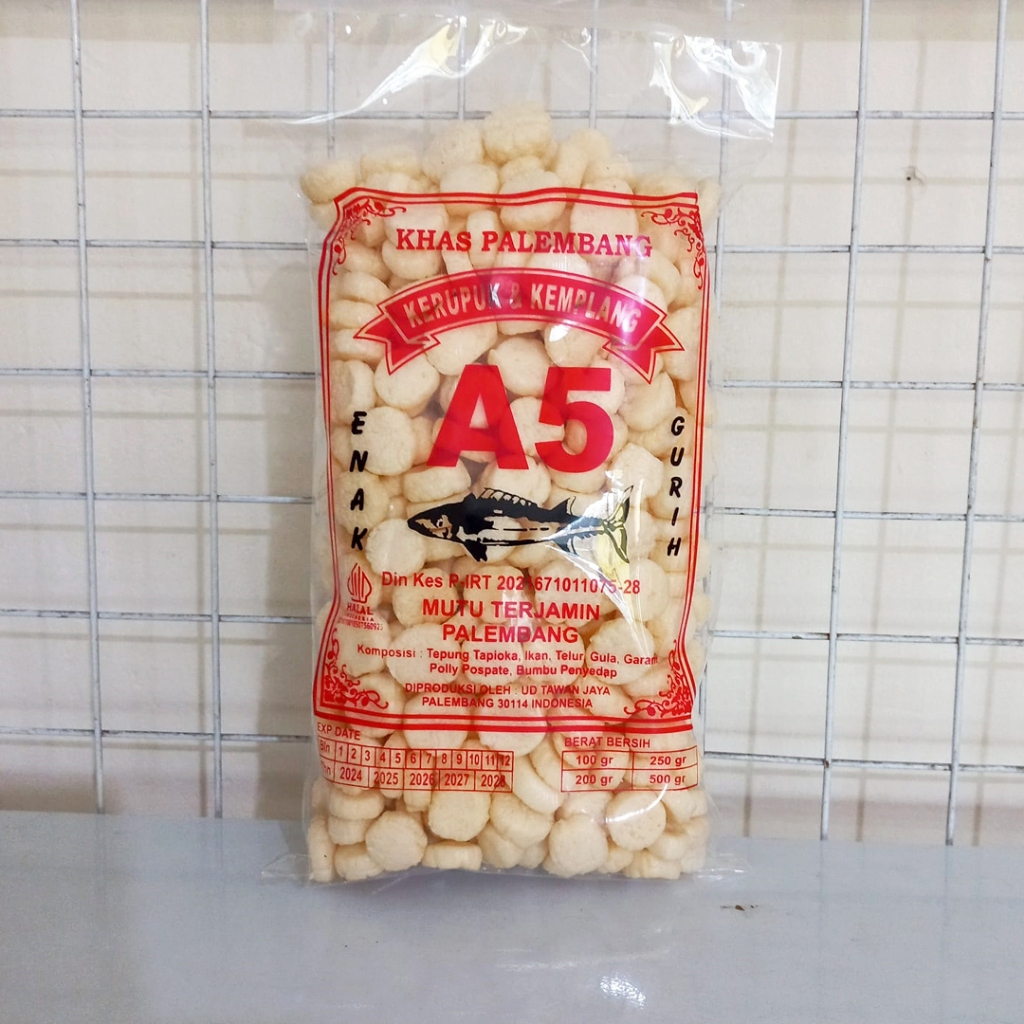 KHAS PALEMBANG
KERUPUK & KEMPLANG
A5
ENAK
GURIH
Din Kes P-IRT
HALAL
MUTU TERJAMIN
PALEMBANG
Komposisi : Tepung Tapioka, Ikan, Telur, Gula, Garam
Polly Pospate, Bumbu Penyedap
DIPRODUKSI OLEH : UD TAWAN JAYA
PALEMBANG 30114 INDONESIA
EXP DATE
Bln 1 2 3 4 5 6 7 8 9 10 11 12
2024 2025 2026 2027 2028
BERAT BERSIH
100 gr 250 gr
200 gr 500 gr